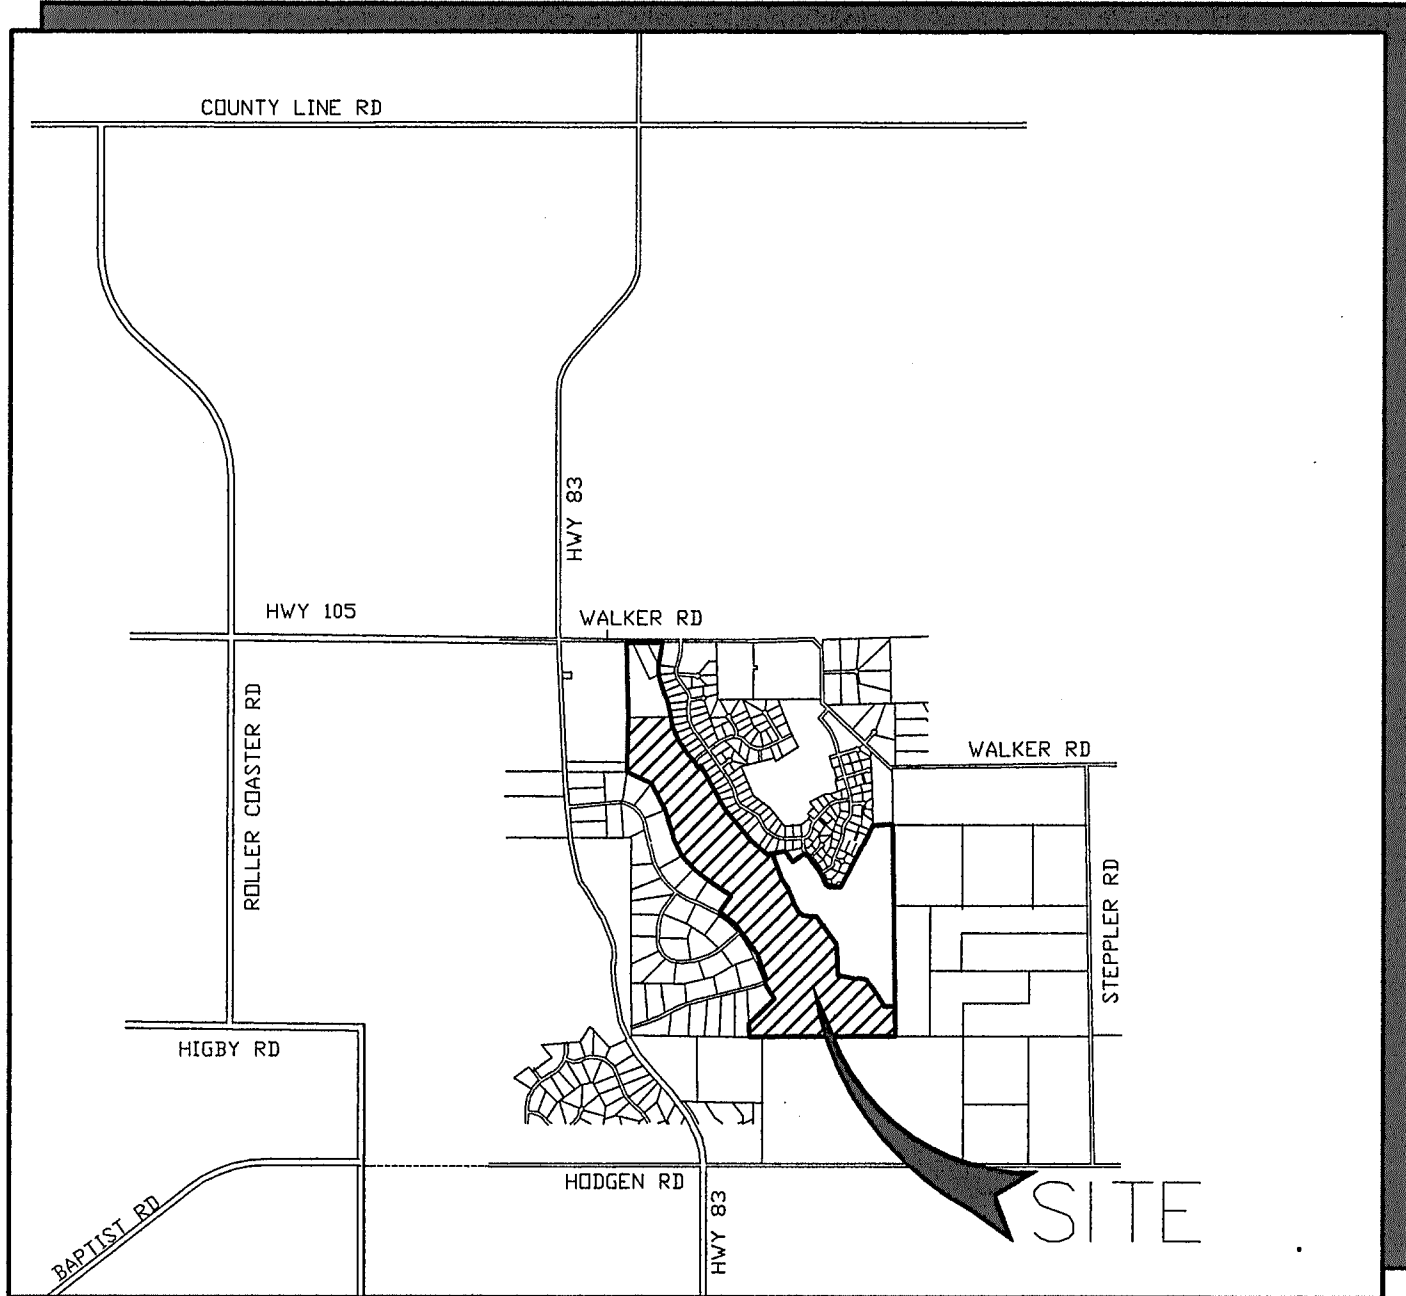 COUNTY LINE RD
HWY 83
HWY 105
WALKER RD
ROLLER COASTER RD
WALKER RD
STEPPLER RD
HIGBY RD
HODGEN RD
BAPTIST RD
HWY 83
SITE